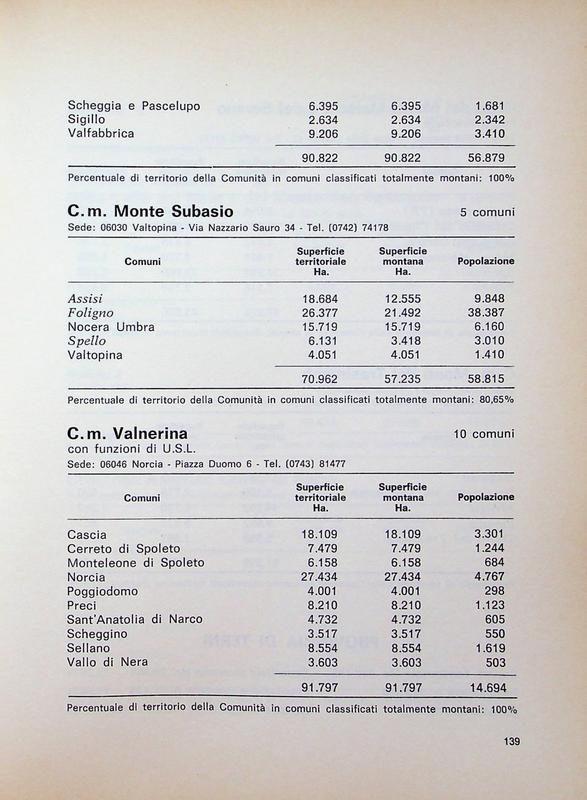 Scheggia e Pascelupo 6.395 6.395 1.681
Sigillo 2.634 2.634 2.342
Valfabbrica 9.206 9.206 3.410
90.822 90.822 56.879
Percentuale di territorio della Comunità in comuni classificati totalmente montani: 100%
C.m. Monte Subasio 5 comuni
Sede: 06030 Valtopina - Via Nazzario Sauro 34 - Tel. (0742) 74178
Comuni Superficie territoriale Ha. Superficie montana Ha. Popolazione
Assisi 18.684 12.555 9.848
Foligno 26.377 21.492 38.387
Nocera Umbra 15.719 15.719 6.160
Spello 6.131 3.418 3.010
Valtopina 4.051 4.051 1.410
70.962 57.235 58.815
Percentuale di territorio della Comunità in comuni classificati totalmente montani: 80,65%
C.m. Valnerina 10 comuni
con funzioni di U.S.L.
Sede: 06046 Norcia - Piazza Duomo 6 - Tel. (0743) 81477
Comuni Superficie territoriale Ha. Superficie montana Ha. Popolazione
Cascia 18.109 18.109 3.301
Cerreto di Spoleto 7.479 7.479 1.244
Monteleone di Spoleto 6.158 6.158 684
Norcia 27.434 27.434 4.767
Poggiodomo 4.001 4.001 298
Preci 8.210 8.210 1.123
Sant'Anatolia di Narco 4.732 4.732 605
Scheggino 3.517 3.517 550
Sellano 8.554 8.554 1.619
Vallo di Nera 3.603 3.603 503
91.797 91.797 14.694
Percentuale di territorio della Comunità in comuni classificati totalmente montani: 100%
139